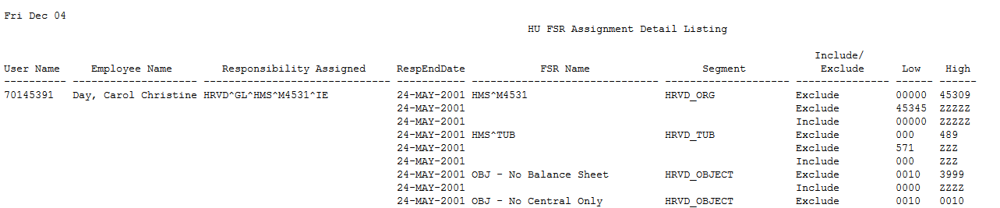 Fri Dec 04
HU FSR Assignment Detail Listing
Include/
User Name Employee Name Responsibility Assigned RespEndDate FSR Name Segment Exclude Low High
---------- -------------------- ------------------------------ ----------- ------------------------------ -------------------- --------------- ------ ------
70145391 Day, Carol Christine HRVD^GL^HMS^M4531^IE 24-MAY-2001 HMS^M4531 HRVD_ORG Exclude 00000 45309
24-MAY-2001 Exclude 45345 ZZZZZ
24-MAY-2001 Include 00000 ZZZZZ
24-MAY-2001 HMS^TUB HRVD_TUB Exclude 000 489
24-MAY-2001 Exclude 571 ZZZ
24-MAY-2001 Include 000 ZZZ
24-MAY-2001 OBJ - No Balance Sheet HRVD_OBJECT Exclude 0010 3999
24-MAY-2001 Include 0000 ZZZZ
24-MAY-2001 OBJ - No Central Only HRVD_OBJECT Exclude 0010 0010